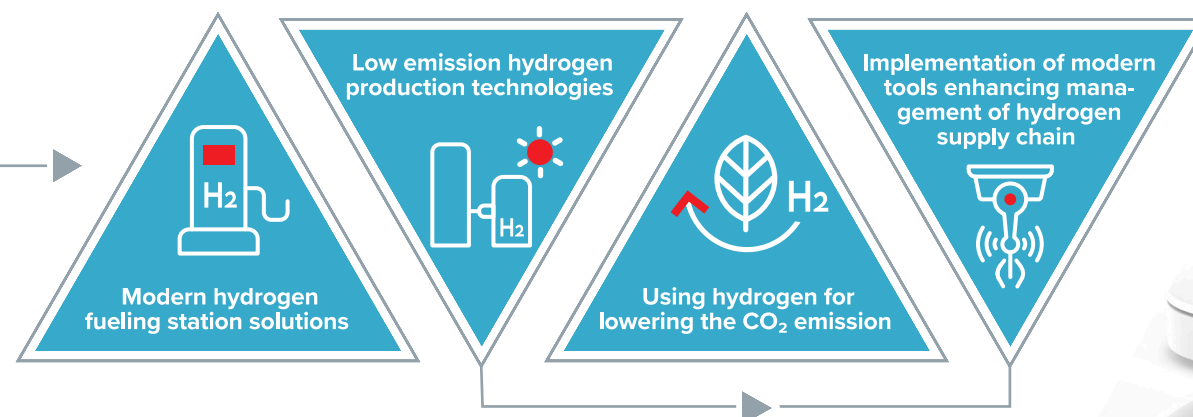 H2
Modern hydrogen
fueling station solutions
Low emission hydrogen
production technologies
H2
H2
Using hydrogen for
lowering the CO₂ emission
Implementation of modern
tools enhancing mana-
gement of hydrogen
supply chain